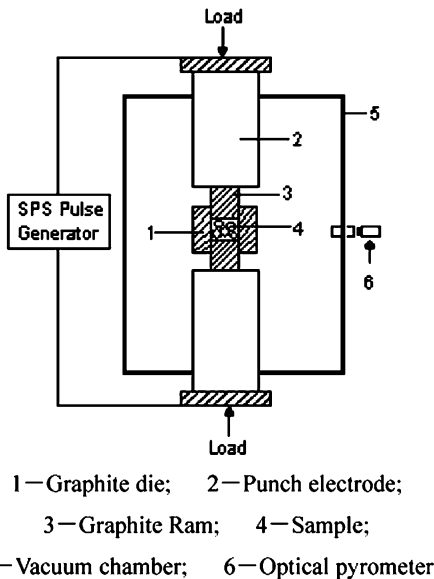 Load
2
5
3
SPS Pulse
Generator
1
4
6
Load
1—Graphite die; 2—Punch electrode;
3—Graphite Ram; 4—Sample;
—Vacuum chamber; 6—Optical pyrometer